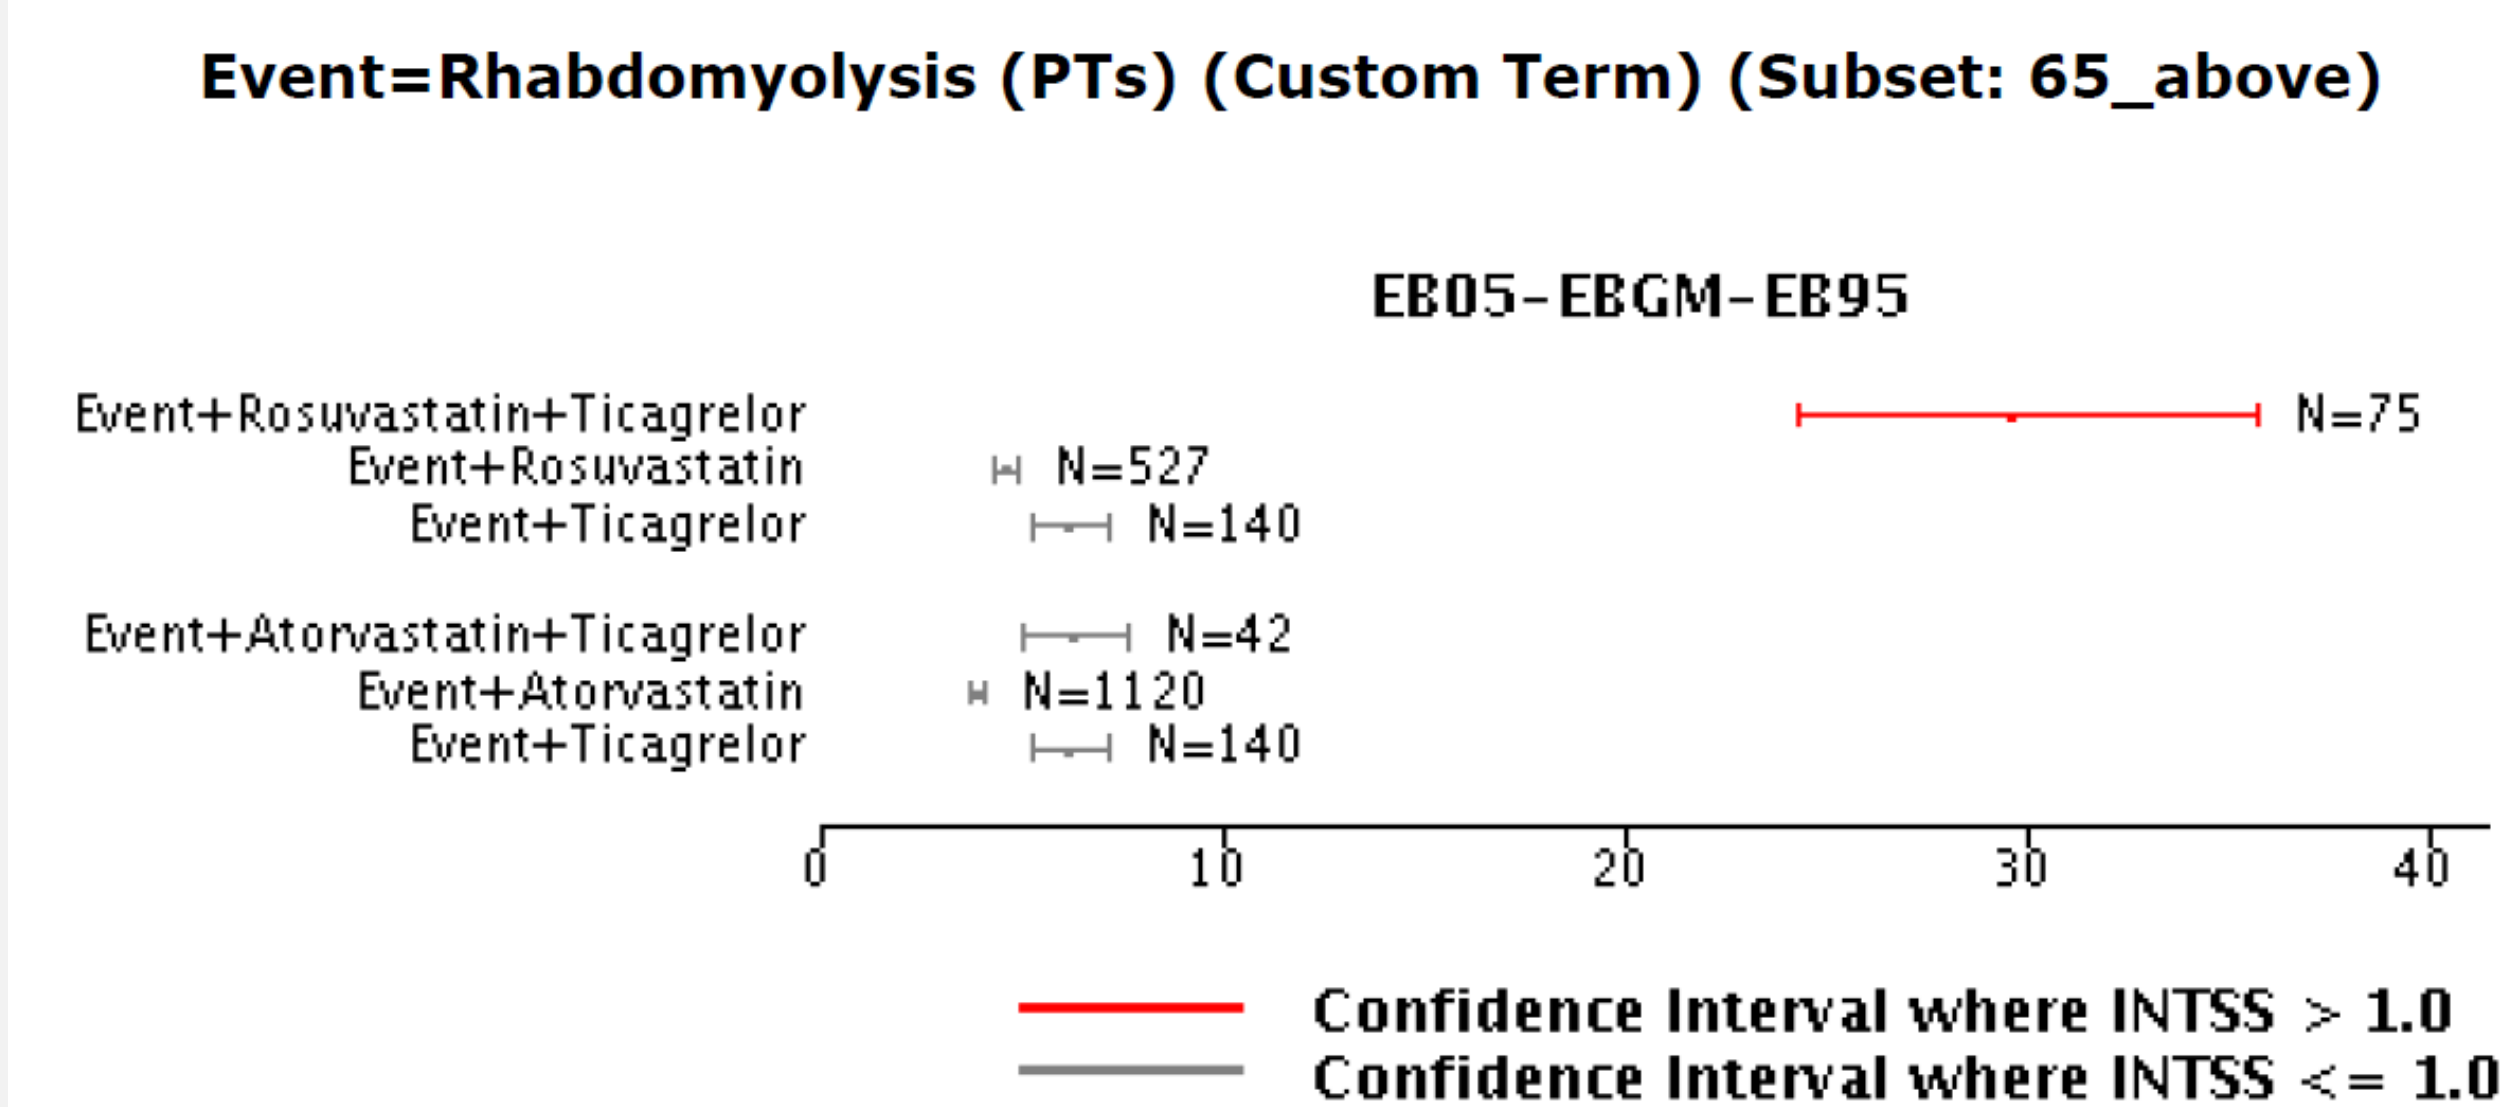 Event=Rhabdomyolysis (PTs) (Custom Term) (Subset: 65_above)
EB05-EBGM-EB95
Event+Rosuvastatin+Ticagrelor N=75
Event+Rosuvastatin N=527
Event+Ticagrelor N=140
Event+Atorvastatin+Ticagrelor N=42
Event+Atorvastatin N=1120
Event+Ticagrelor N=140
0 10 20 30 40
Confidence Interval where INTSS > 1.0
Confidence Interval where INTSS <= 1.0